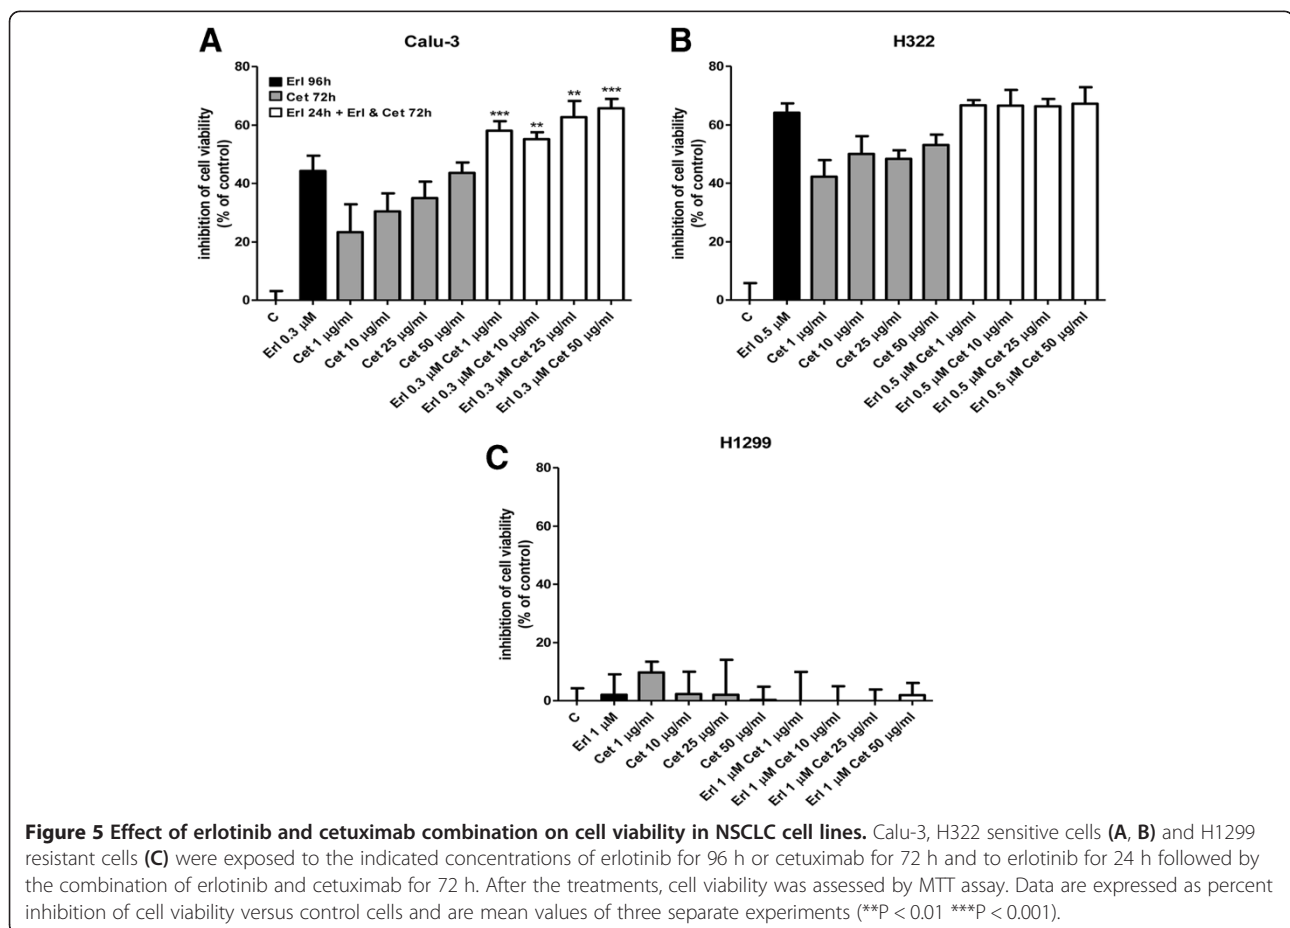 A
Calu-3
inhibition of cell viability
(% of control)
80
60
40
20
0
Erl 96h
Cet 72h
Erl 24h + Erl & Cet 72h
***
**
**
***
C
Erl 0.3 µM
Cet 1 µg/ml
Cet 10 µg/ml
Cet 25 µg/ml
Cet 50 µg/ml
Erl 0.3 µM Cet 1 µg/ml
Erl 0.3 µM Cet 10 µg/ml
Erl 0.3 µM Cet 25 µg/ml
Erl 0.3 µM Cet 50 µg/ml
B
H322
inhibition of cell viability
(% of control)
80
60
40
20
0
C
Erl 0.5 µM
Cet 1 µg/ml
Cet 10 µg/ml
Cet 25 µg/ml
Cet 50 µg/ml
Erl 0.5 µM Cet 1 µg/ml
Erl 0.5 µM Cet 10 µg/ml
Erl 0.5 µM Cet 25 µg/ml
Erl 0.5 µM Cet 50 µg/ml
C
H1299
inhibition of cell viability
(% of control)
80
60
40
20
0
C
Erl 1 µM
Cet 1 µg/ml
Cet 10 µg/ml
Cet 25 µg/ml
Cet 50 µg/ml
Erl 1 µM Cet 1 µg/ml
Erl 1 µM Cet 10 µg/ml
Erl 1 µM Cet 25 µg/ml
Erl 1 µM Cet 50 µg/ml
Figure 5 Effect of erlotinib and cetuximab combination on cell viability in NSCLC cell lines. Calu-3, H322 sensitive cells (A, B) and H1299
resistant cells (C) were exposed to the indicated concentrations of erlotinib for 96 h or cetuximab for 72 h and to erlotinib for 24 h followed by
the combination of erlotinib and cetuximab for 72 h. After the treatments, cell viability was assessed by MTT assay. Data are expressed as percent
inhibition of cell viability versus control cells and are mean values of three separate experiments (**P < 0.01 ***P < 0.001).